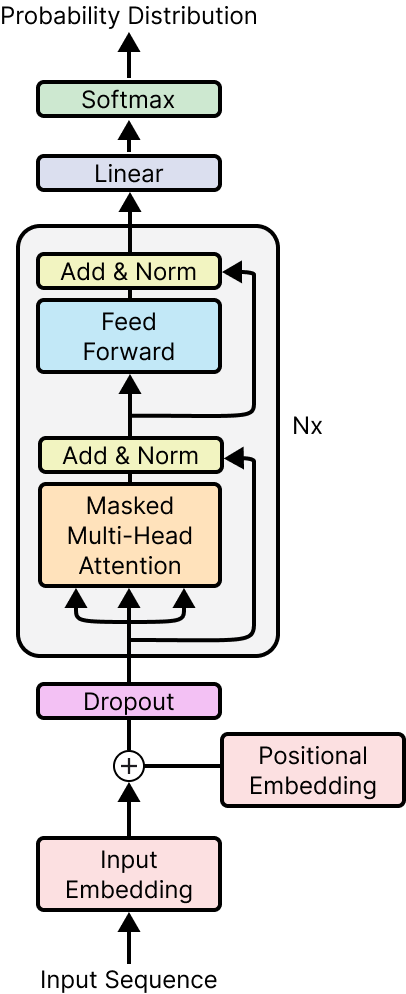 Probability Distribution
Softmax
Linear
Add & Norm
Feed
Forward
Nx
Add & Norm
Masked
Multi-Head
Attention
Dropout
+
Positional
Embedding
Input
Embedding
Input Sequence